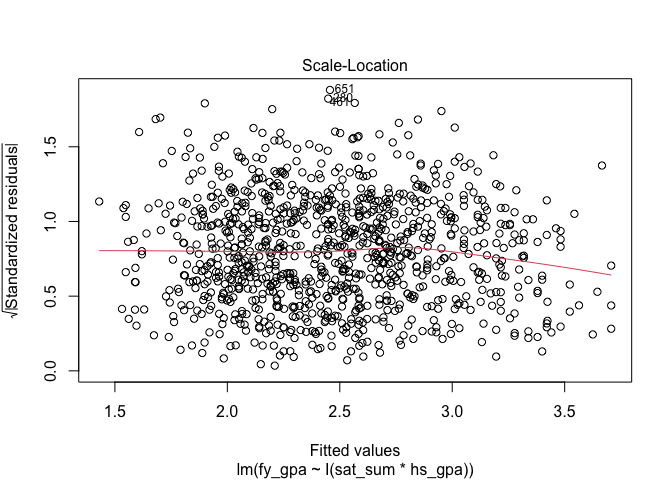 Scale-Location
651
461
√|Standardized residuals|
0.0
0.5
1.0
1.5
1.5
2.0
2.5
3.0
3.5
Fitted values
lm(fy_gpa ~ I(sat_sum * hs_gpa))